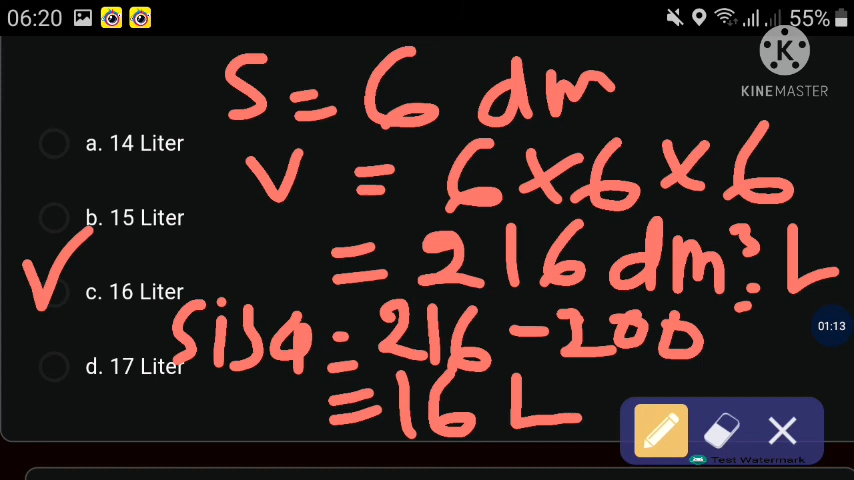 06:20
55%
K
KINEMASTER
S = 6 dm
a. 14 Liter
V = 6 x 6 x 6
b. 15 Liter
= 216 dm³ = L
c. 16 Liter
sisa = 216 - 200
01:13
d. 17 Liter
= 16 L
Test Watermark